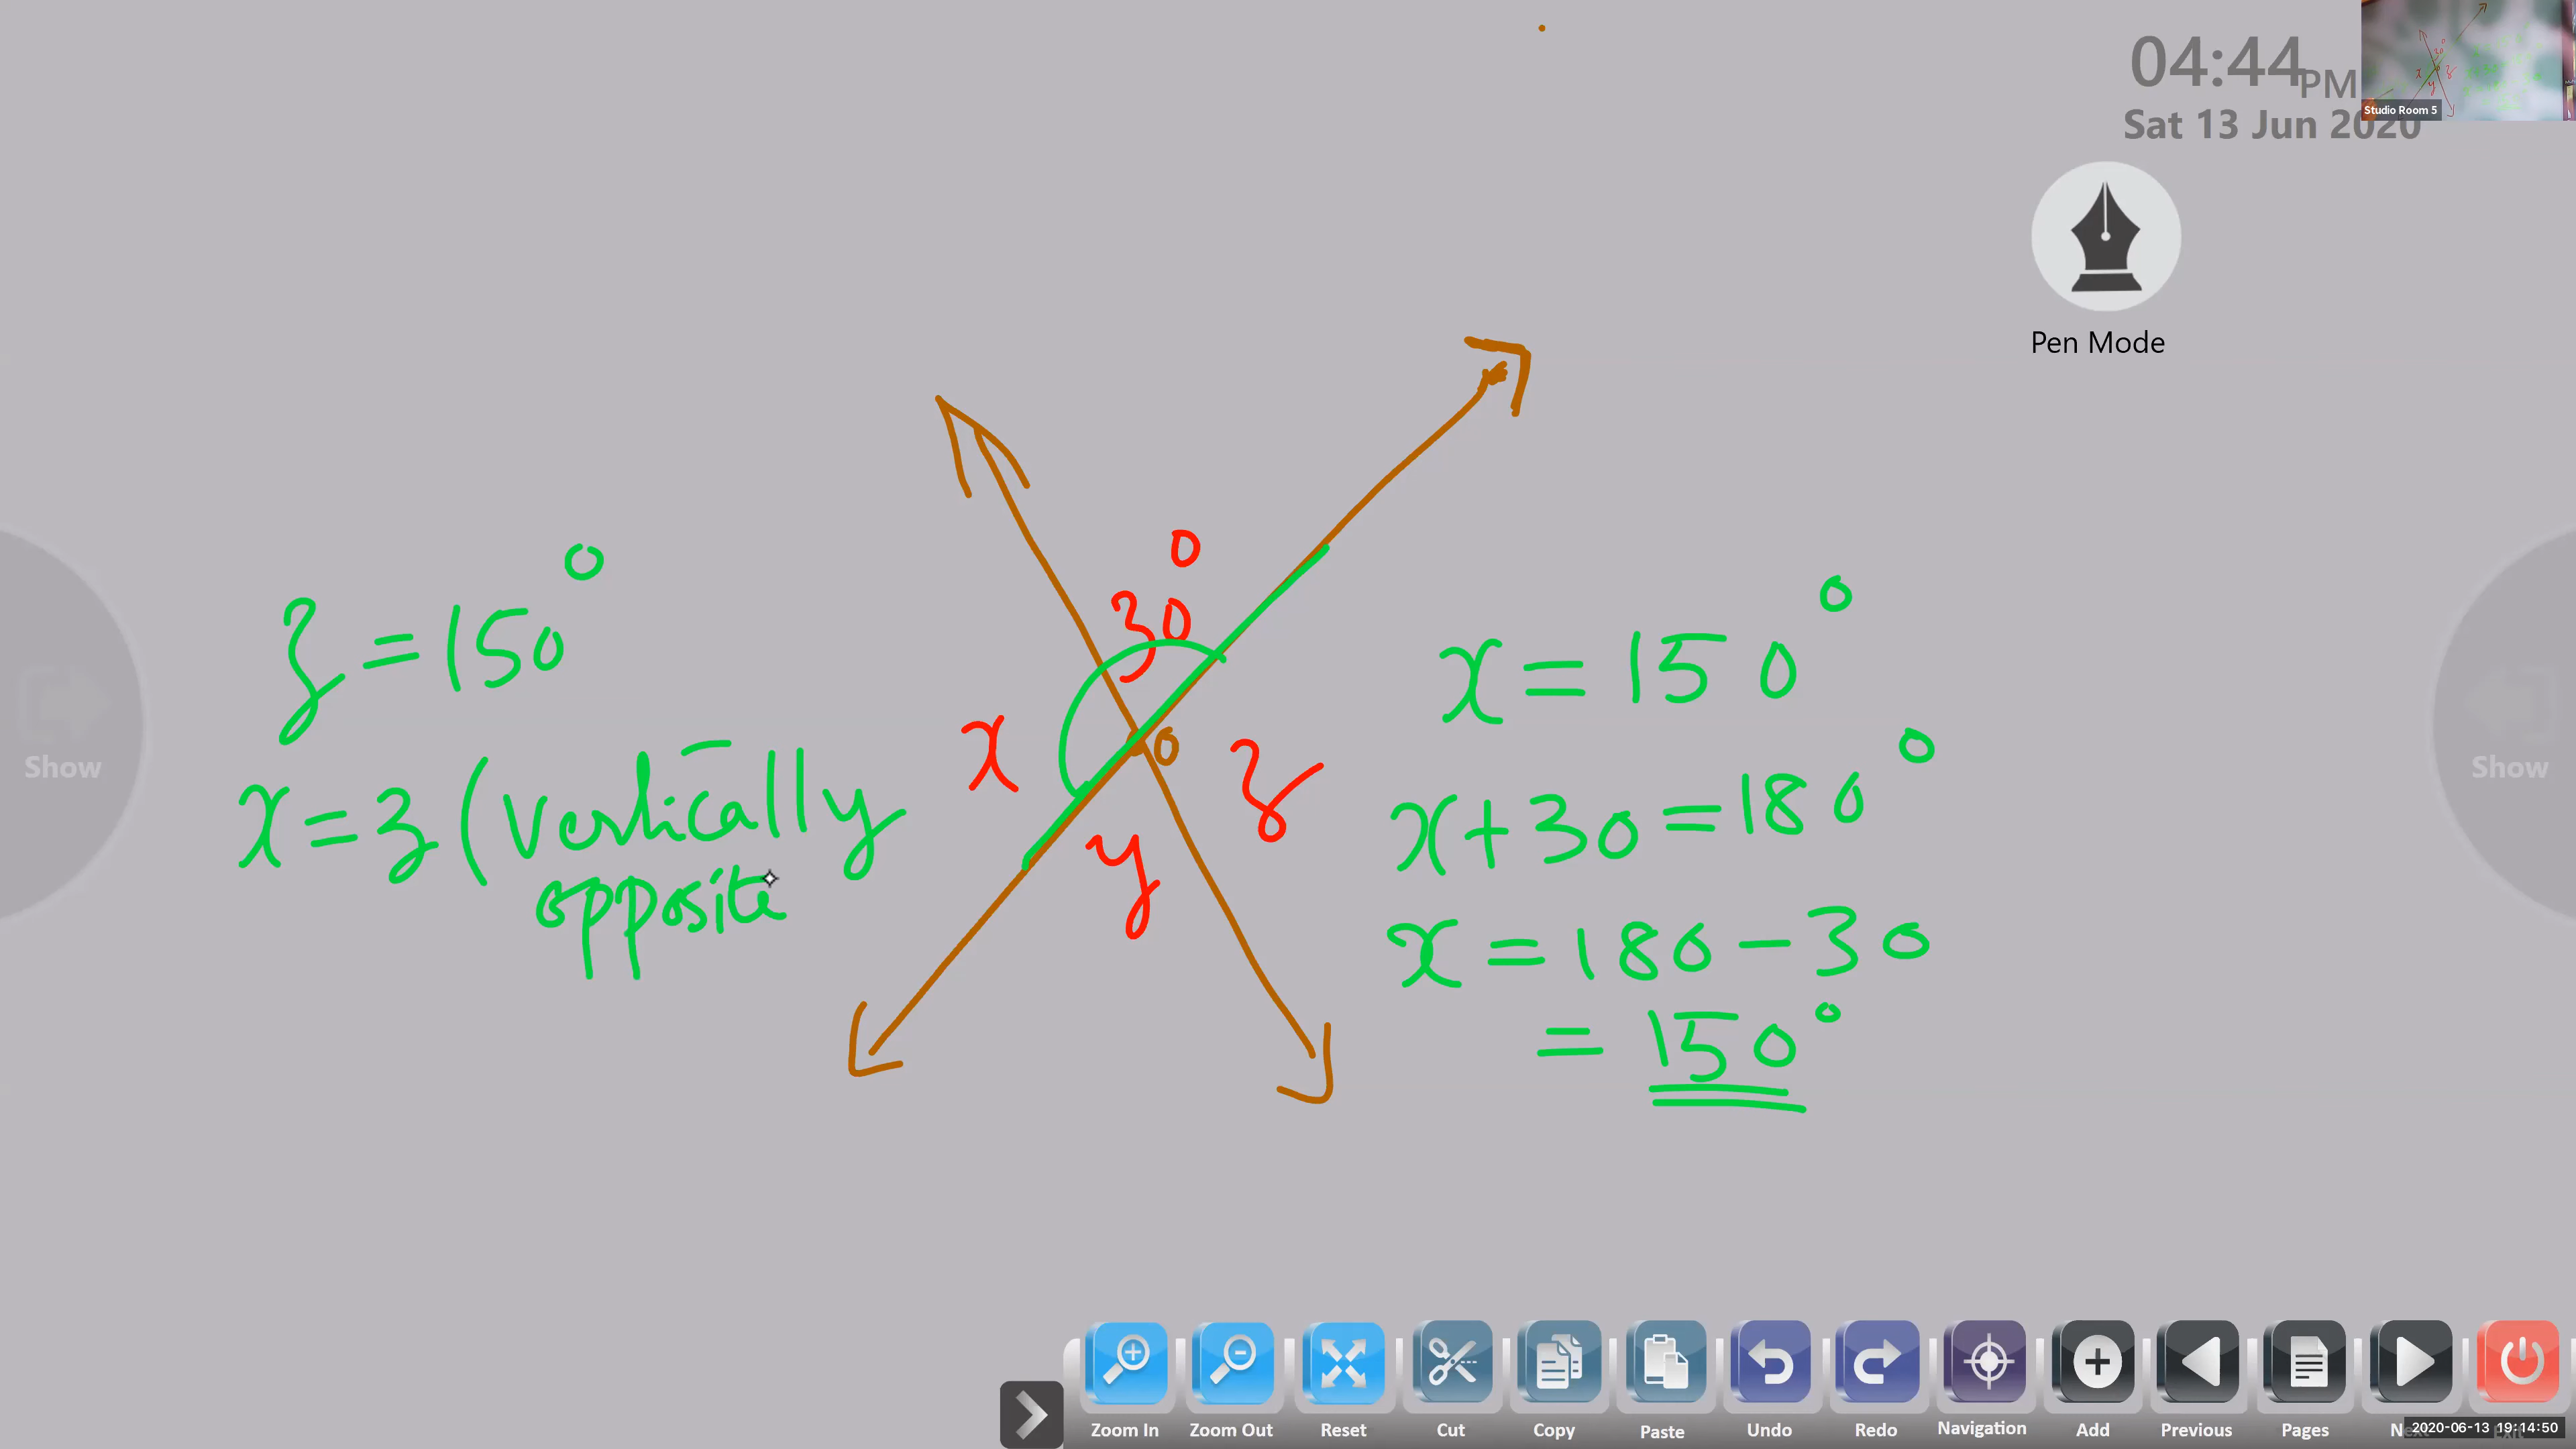 04:44 PM
Sat 13 Jun 2020
Studio Room 5
Pen Mode
30°
x
o
z
y
z = 150°
x = z (vertically
opposite
x = 150°
x + 30 = 180°
x = 180 - 30
= 150°
Show
Show
Zoom In
Zoom Out
Reset
Cut
Copy
Paste
Undo
Redo
Navigation
Add
Previous
Pages
2020-06-13 19:14:50